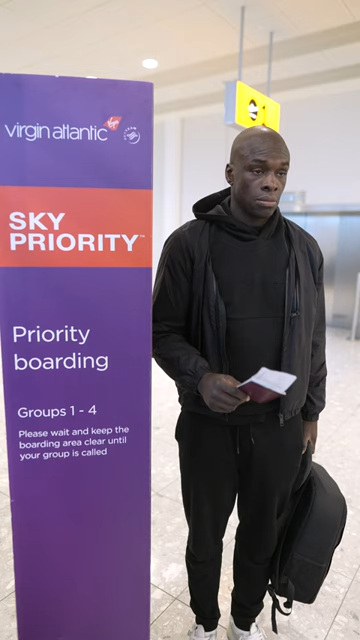 virgin atlantic
SKY
PRIORITY™
Priority
boarding
Groups 1 - 4
Please wait and keep the
boarding area clear until
your group is called